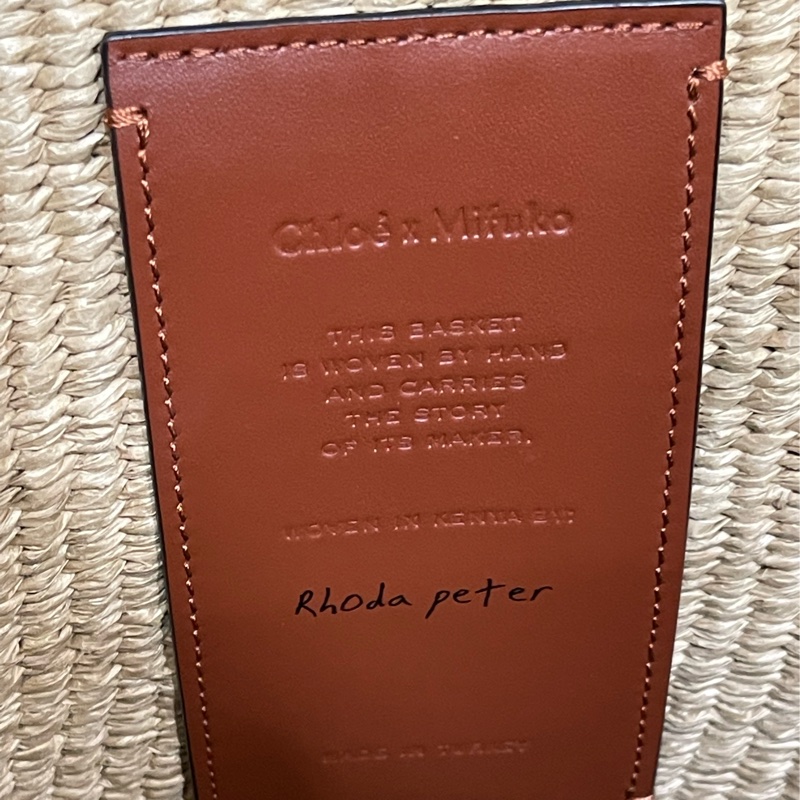 Chloé x Mifuko
THIS BASKET
IS WOVEN BY HAND
AND CARRIES
THE STORY
OF ITS MAKER.
WOVEN IN KENYA BY:
Rhoda peter
MADE IN TURKEY